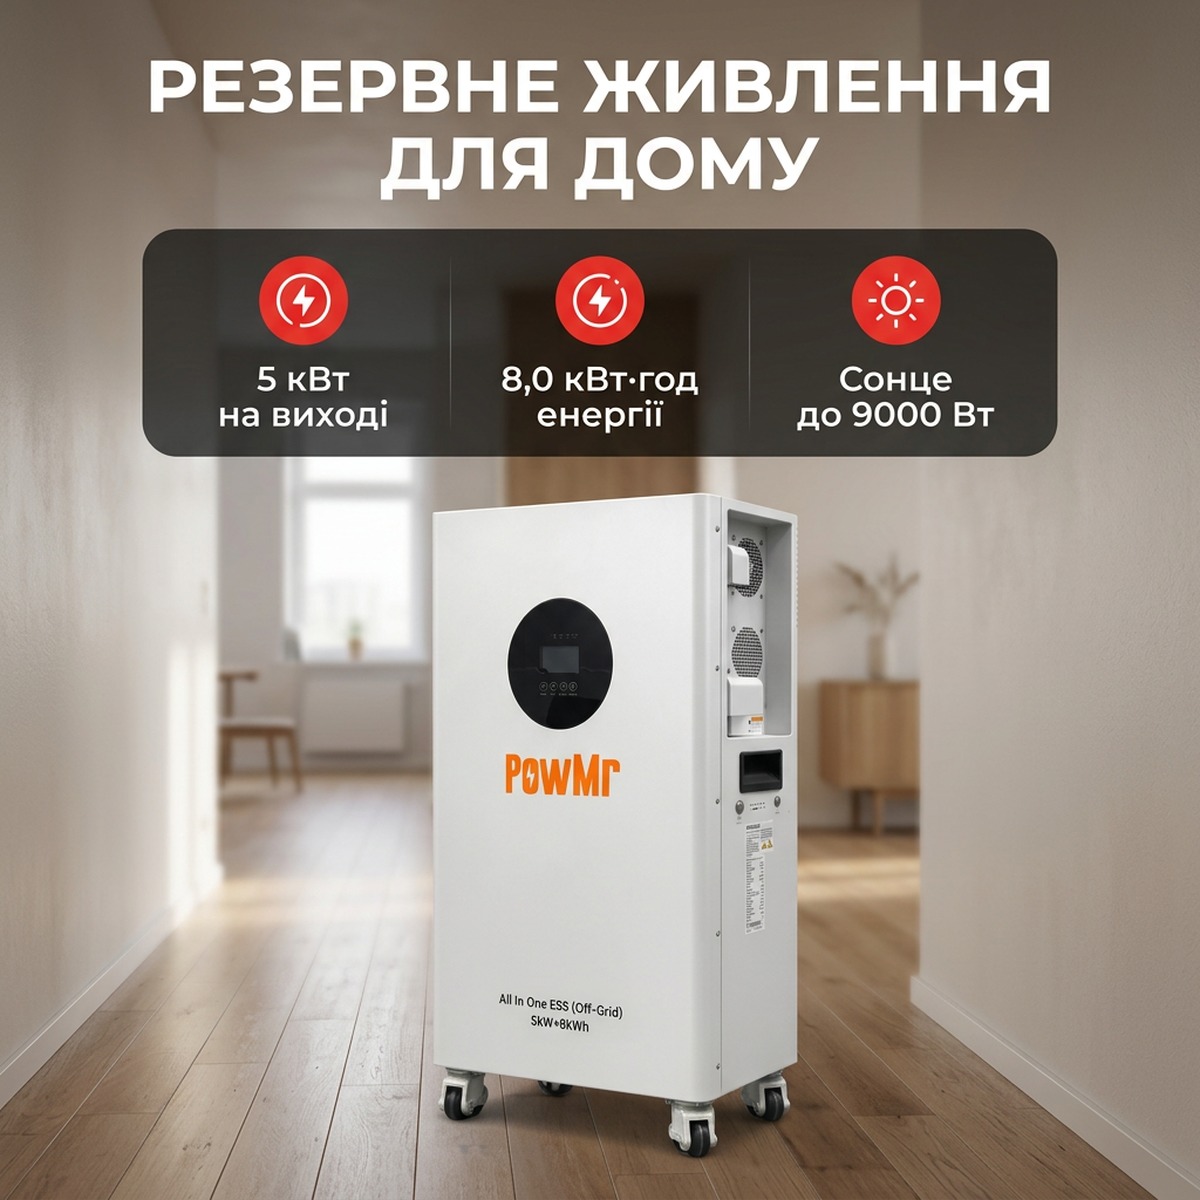 РЕЗЕРВНЕ ЖИВЛЕННЯ
ДЛЯ ДОМУ
5 кВт
на виході
8,0 кВт·год
енергії
Сонце
до 9000 Вт
PowMr
All In One ESS (Off-Grid)
5kW+8kWh